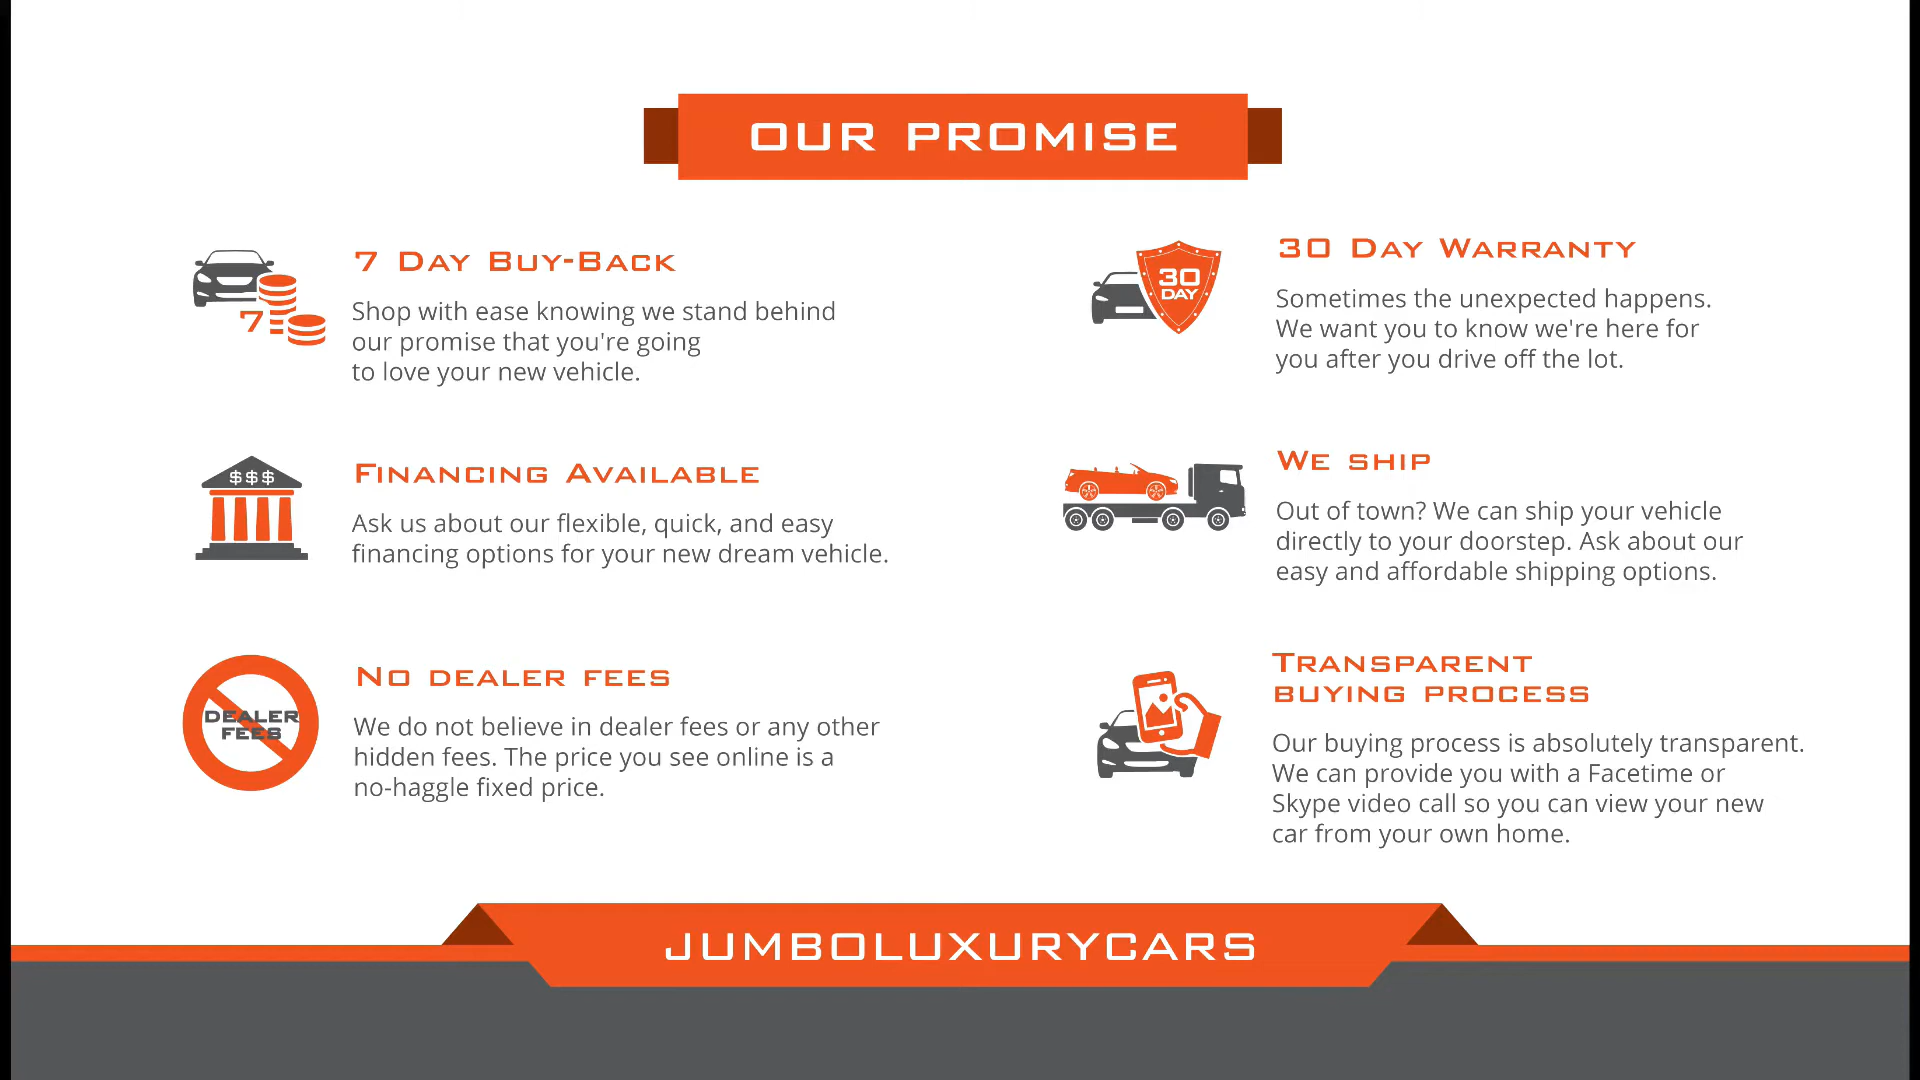 OUR PROMISE
7 DAY BUY-BACK
Shop with ease knowing we stand behind
our promise that you're going
to love your new vehicle.
7
FINANCING AVAILABLE
$$$
Ask us about our flexible, quick, and easy
financing options for your new dream vehicle.
NO DEALER FEES
DEALER
FEES
We do not believe in dealer fees or any other
hidden fees. The price you see online is a
no-haggle fixed price.
30 DAY WARRANTY
30
DAY
Sometimes the unexpected happens.
We want you to know we're here for
you after you drive off the lot.
WE SHIP
Out of town? We can ship your vehicle
directly to your doorstep. Ask about our
easy and affordable shipping options.
TRANSPARENT
BUYING PROCESS
Our buying process is absolutely transparent.
We can provide you with a Facetime or
Skype video call so you can view your new
car from your own home.
JUMBOLUXURYCARS